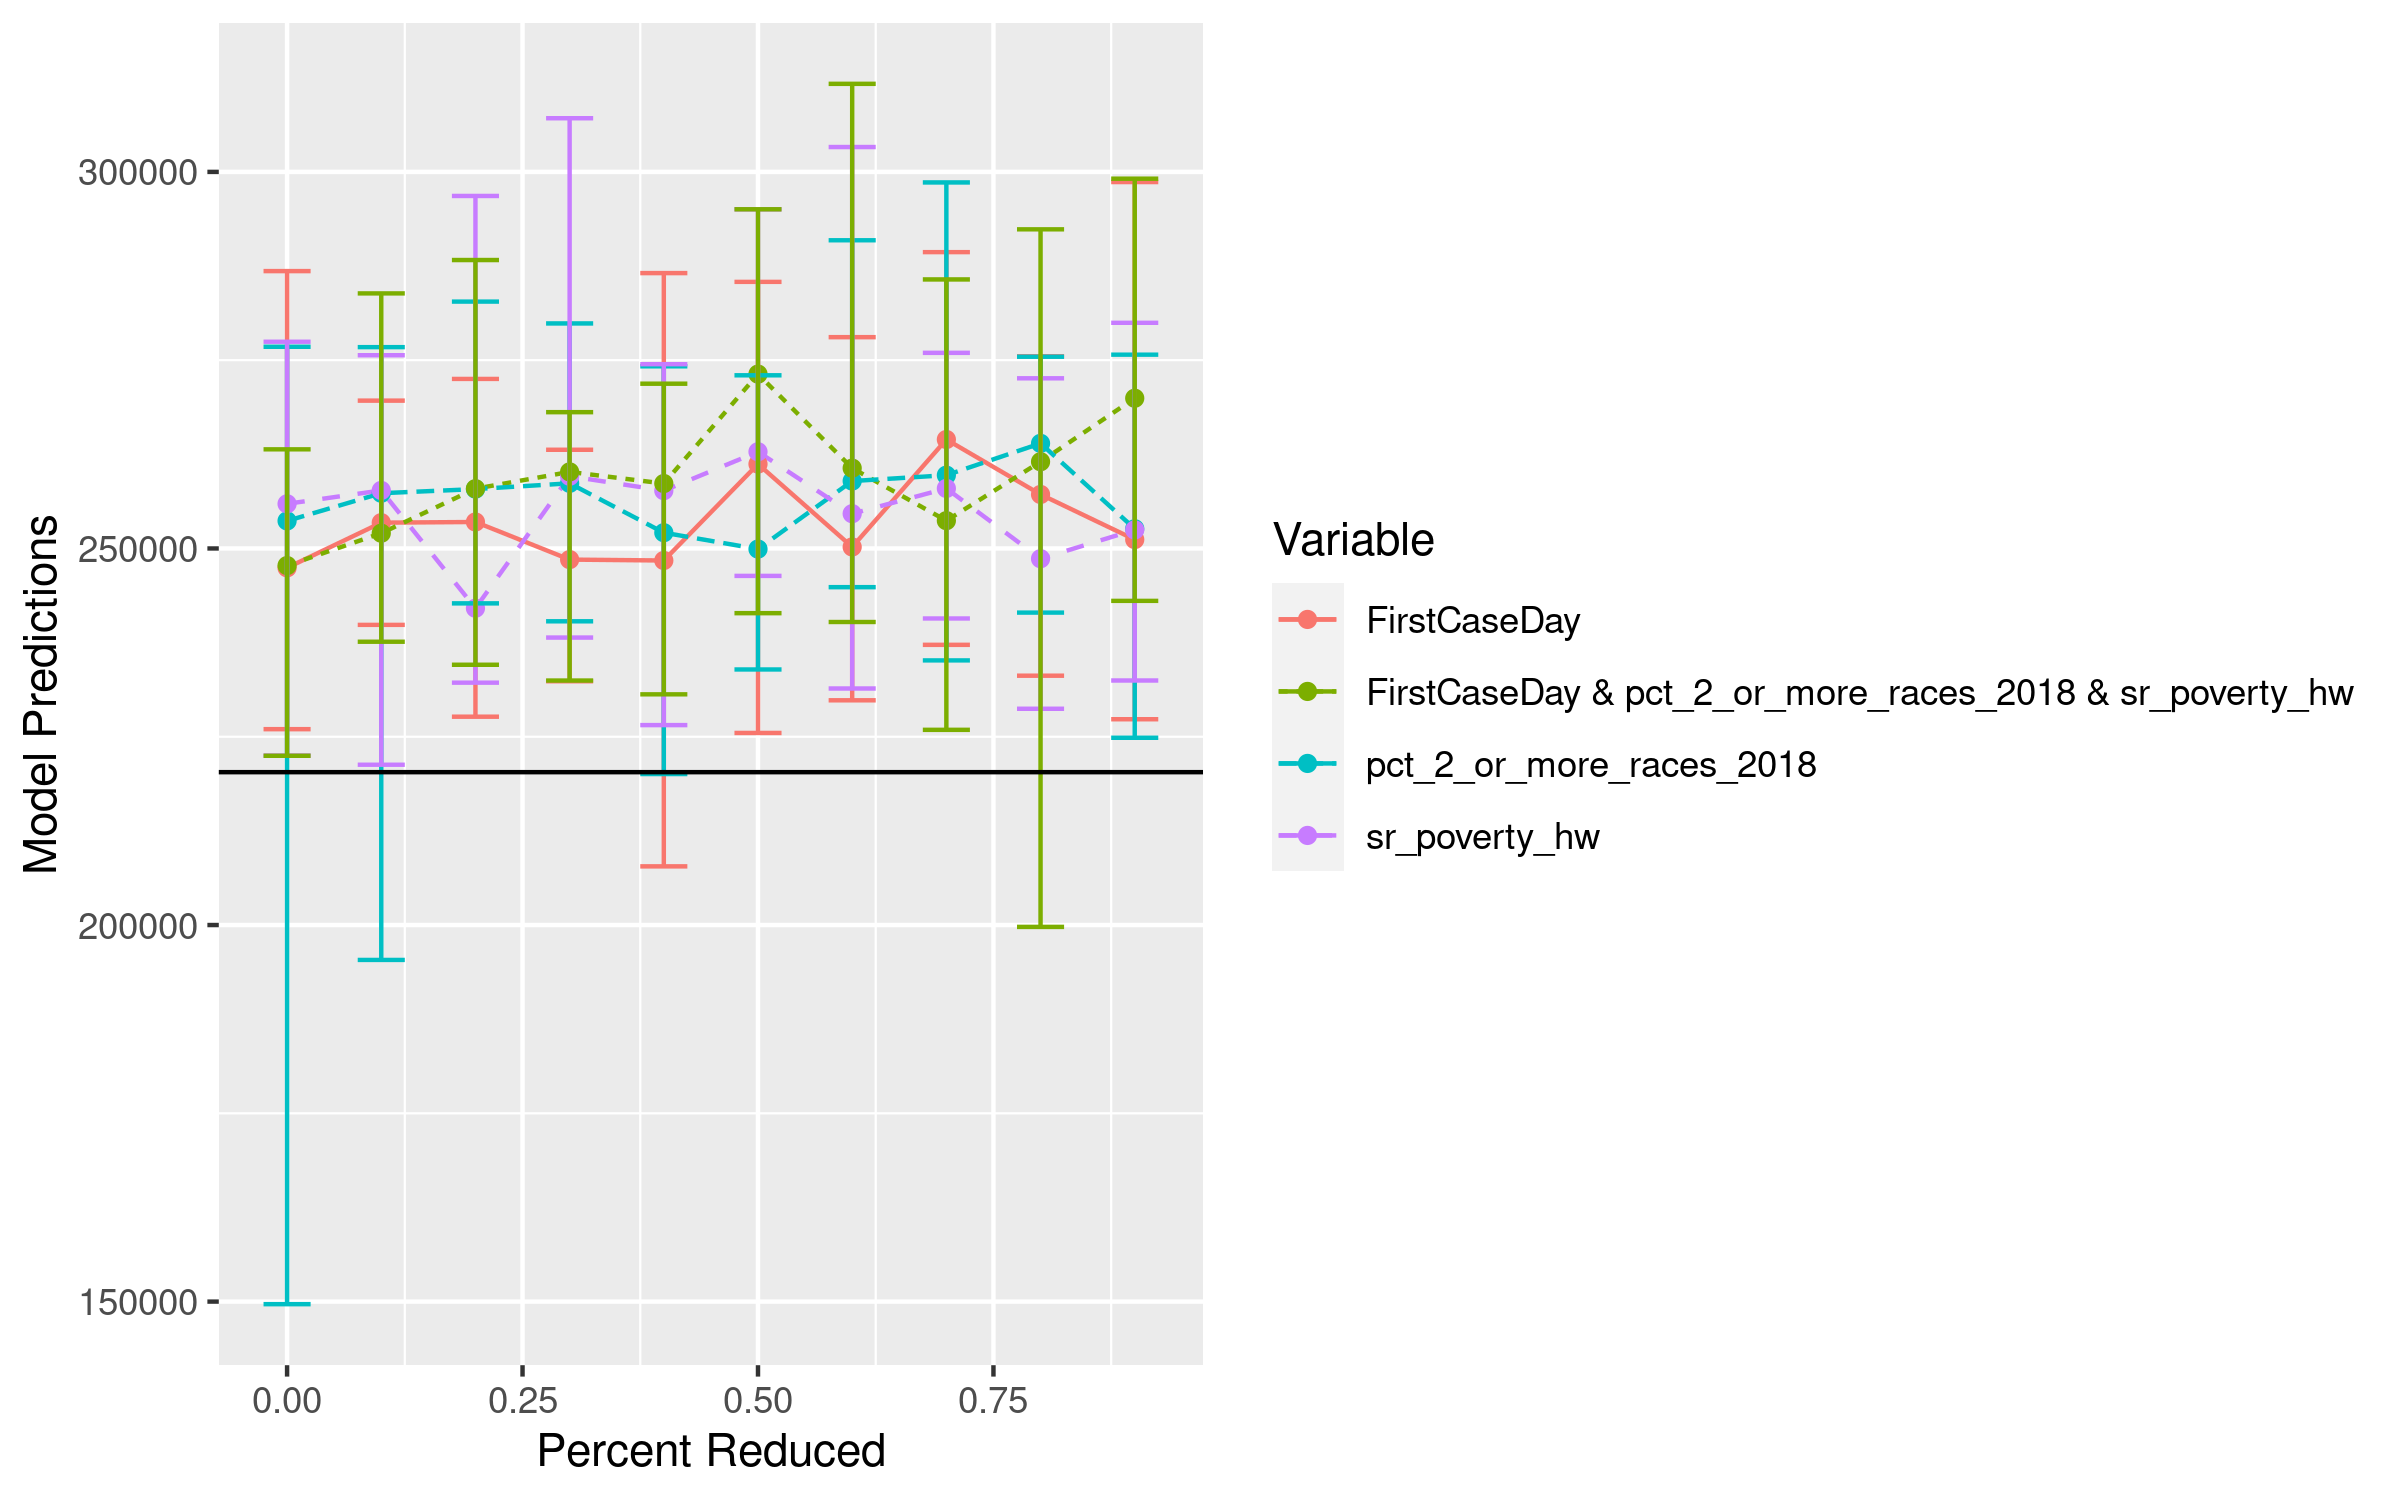 300000
250000
200000
150000
Model Predictions
0.00 0.25 0.50 0.75
Percent Reduced
Variable
FirstCaseDay
FirstCaseDay & pct_2_or_more_races_2018 & sr_poverty_hw
pct_2_or_more_races_2018
sr_poverty_hw